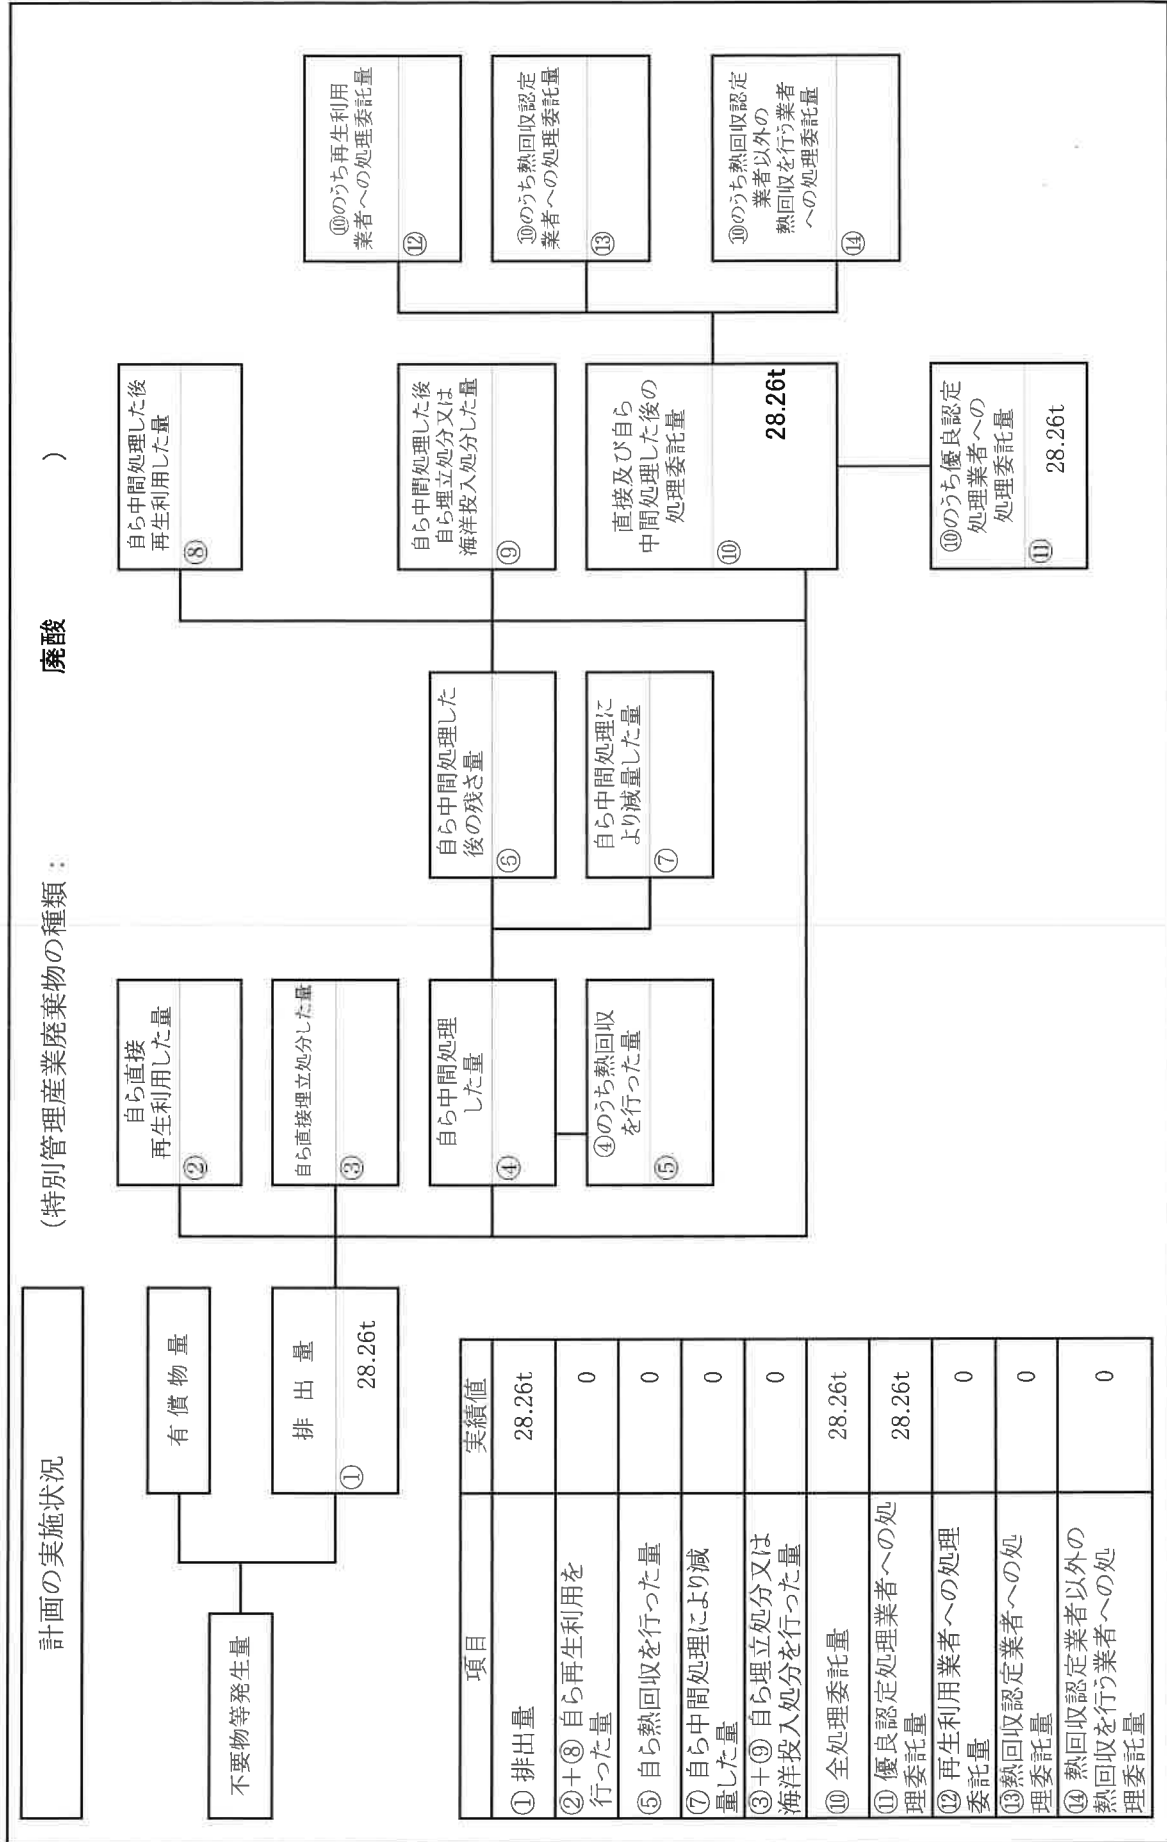 計画の実施状況
(特別管理産業廃棄物の種類：
廃酸
)
不要物等発生量
有償物量
排出量
①
28.26t
自ら直接
再生利用した量
②
自ら直接埋立処分した量
③
自ら中間処理
した量
④
④のうち熱回収
を行った量
⑤
自ら中間処理した
後の残さ量
⑥
自ら中間処理に
より減量した量
⑦
自ら中間処理した後
再生利用した量
⑧
自ら中間処理した後
自ら埋立処分又は
海洋投入処分した量
⑨
直接及び自ら
中間処理した後の
処理委託量
⑩
28.26t
⑩のうち優良認定
処理業者への
処理委託量
⑪
28.26t
⑩のうち再生利用
業者への処理委託量
⑫
⑩のうち熱回収認定
業者への処理委託量
⑬
⑩のうち熱回収認定
業者以外の
熱回収を行う業者
への処理委託量
⑭
項目 実績値
① 排出量 28.26t
②＋⑧ 自ら再生利用を
行った量 0
⑤ 自ら熱回収を行った量 0
⑦ 自ら中間処理により減
量した量 0
③＋⑨ 自ら埋立処分又は
海洋投入処分を行った量 0
⑩ 全処理委託量 28.26t
⑪ 優良認定処理業者への処
理委託量 28.26t
⑫ 再生利用業者への処理
委託量 0
⑬熱回収認定業者への処
理委託量 0
⑭ 熱回収認定業者以外の
熱回収を行う業者への処
理委託量 0